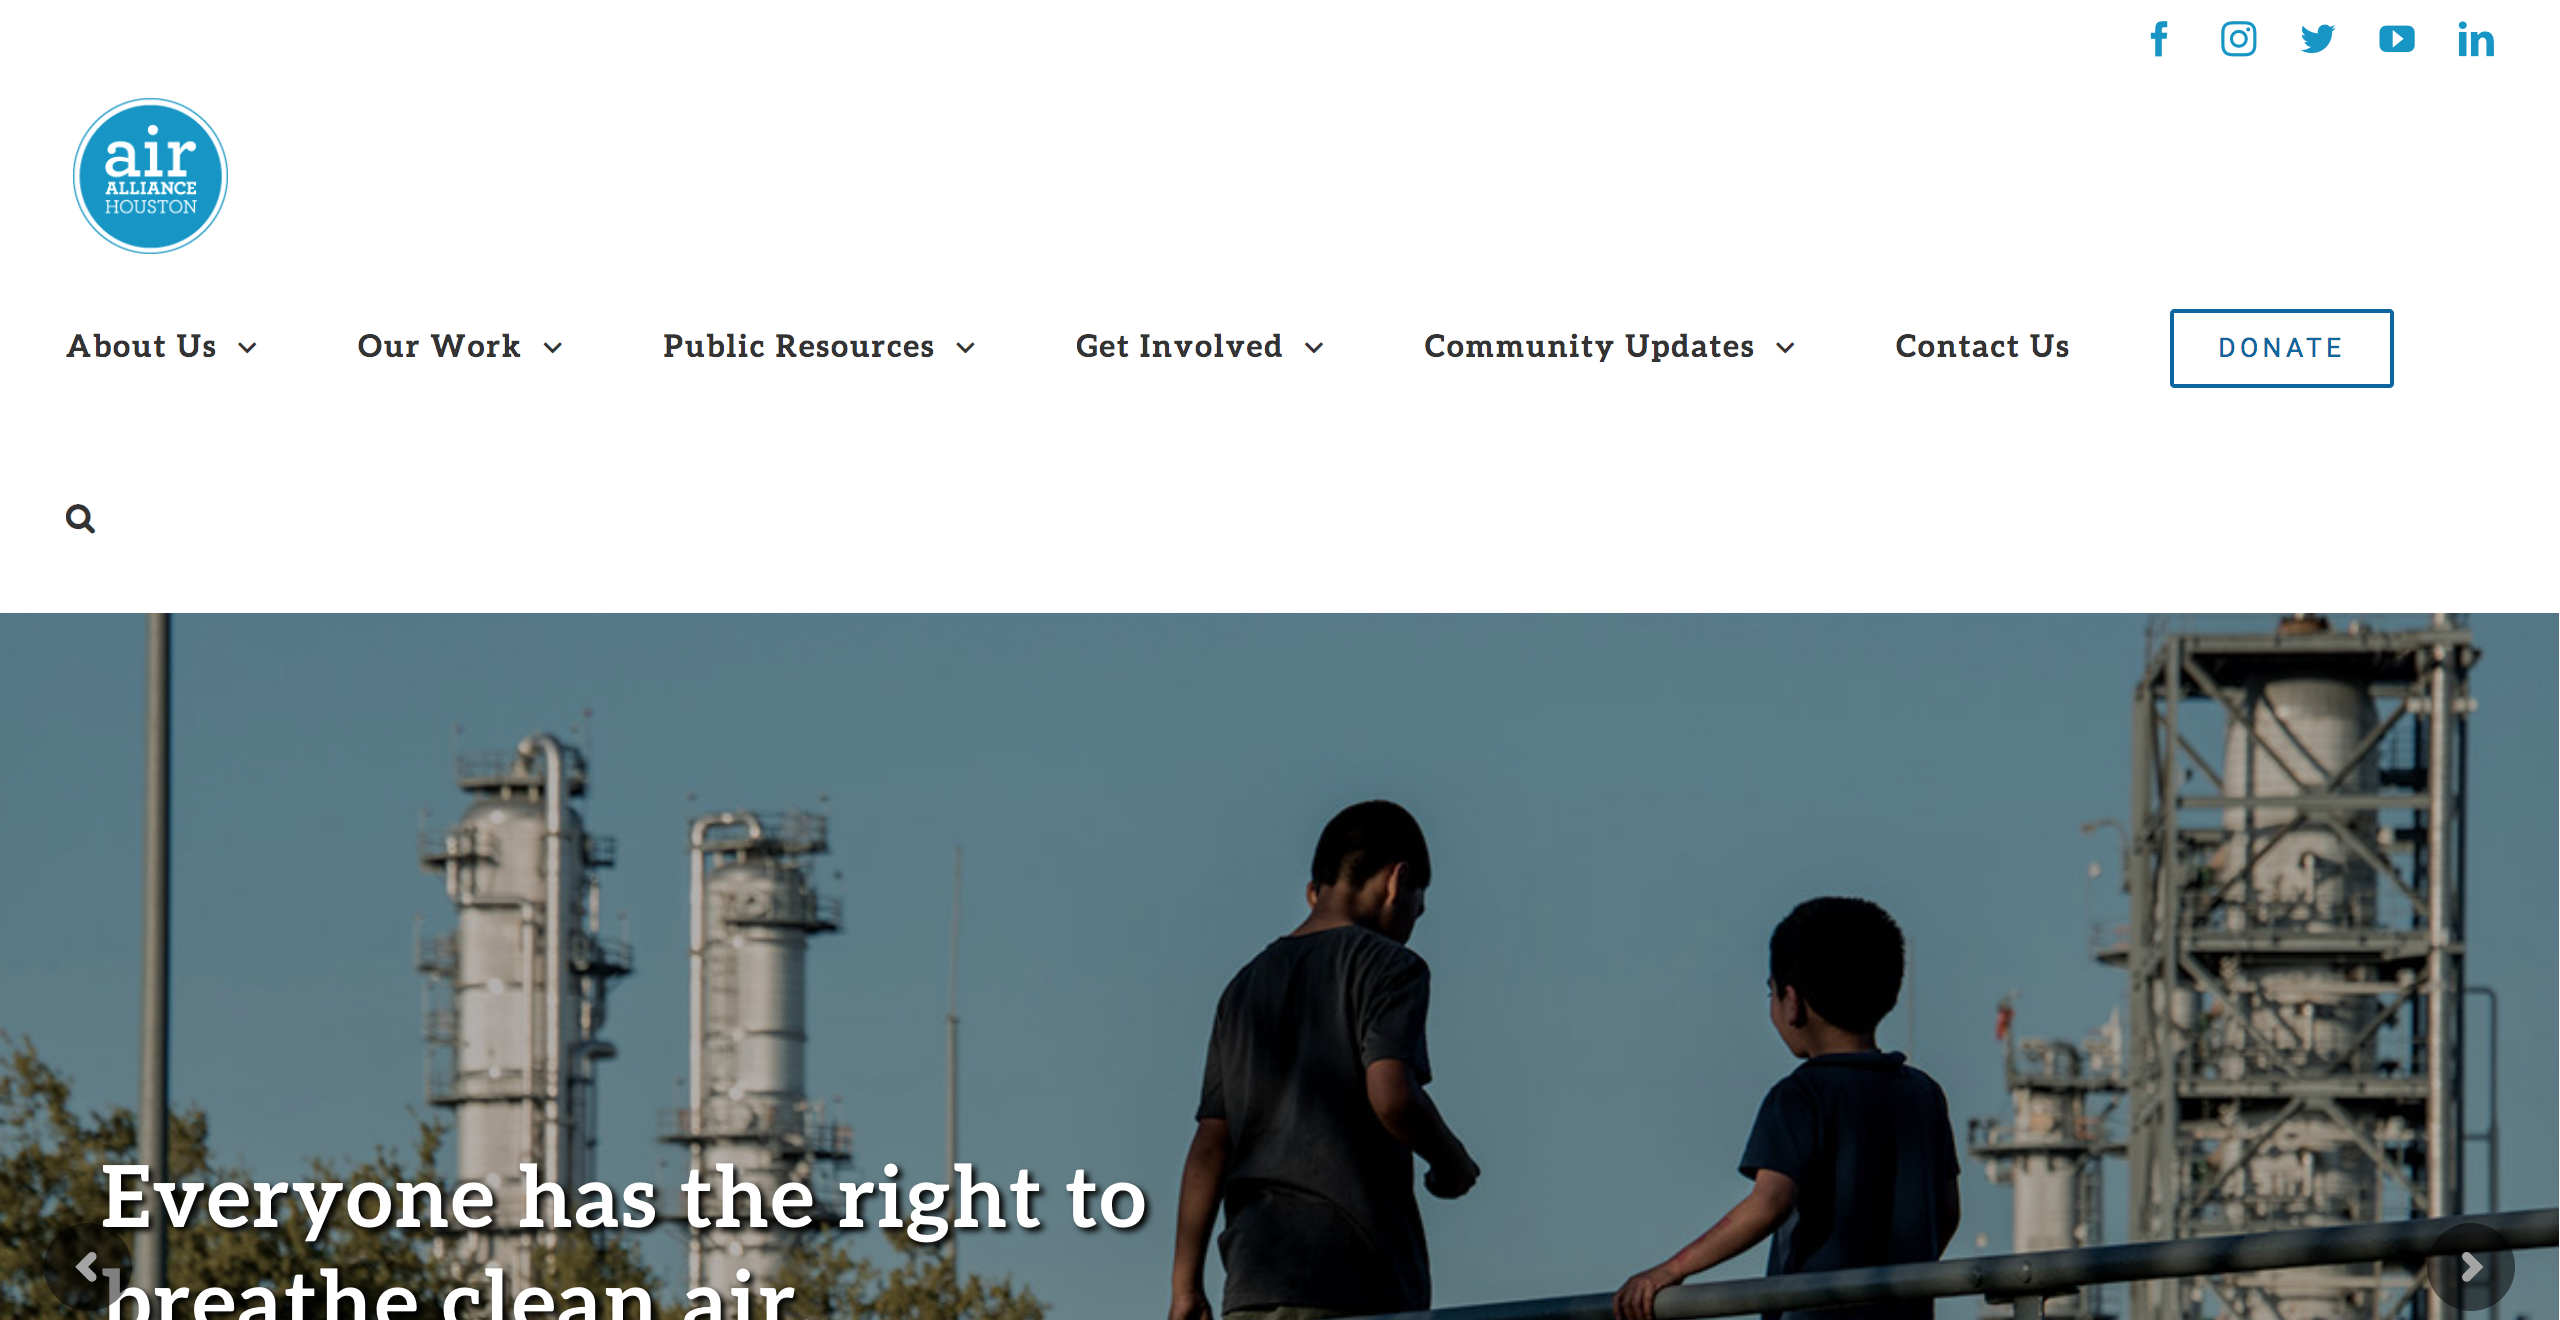 air
ALLIANCE
HOUSTON
About Us
Our Work
Public Resources
Get Involved
Community Updates
Contact Us
DONATE
Everyone has the right to
breathe clean air.